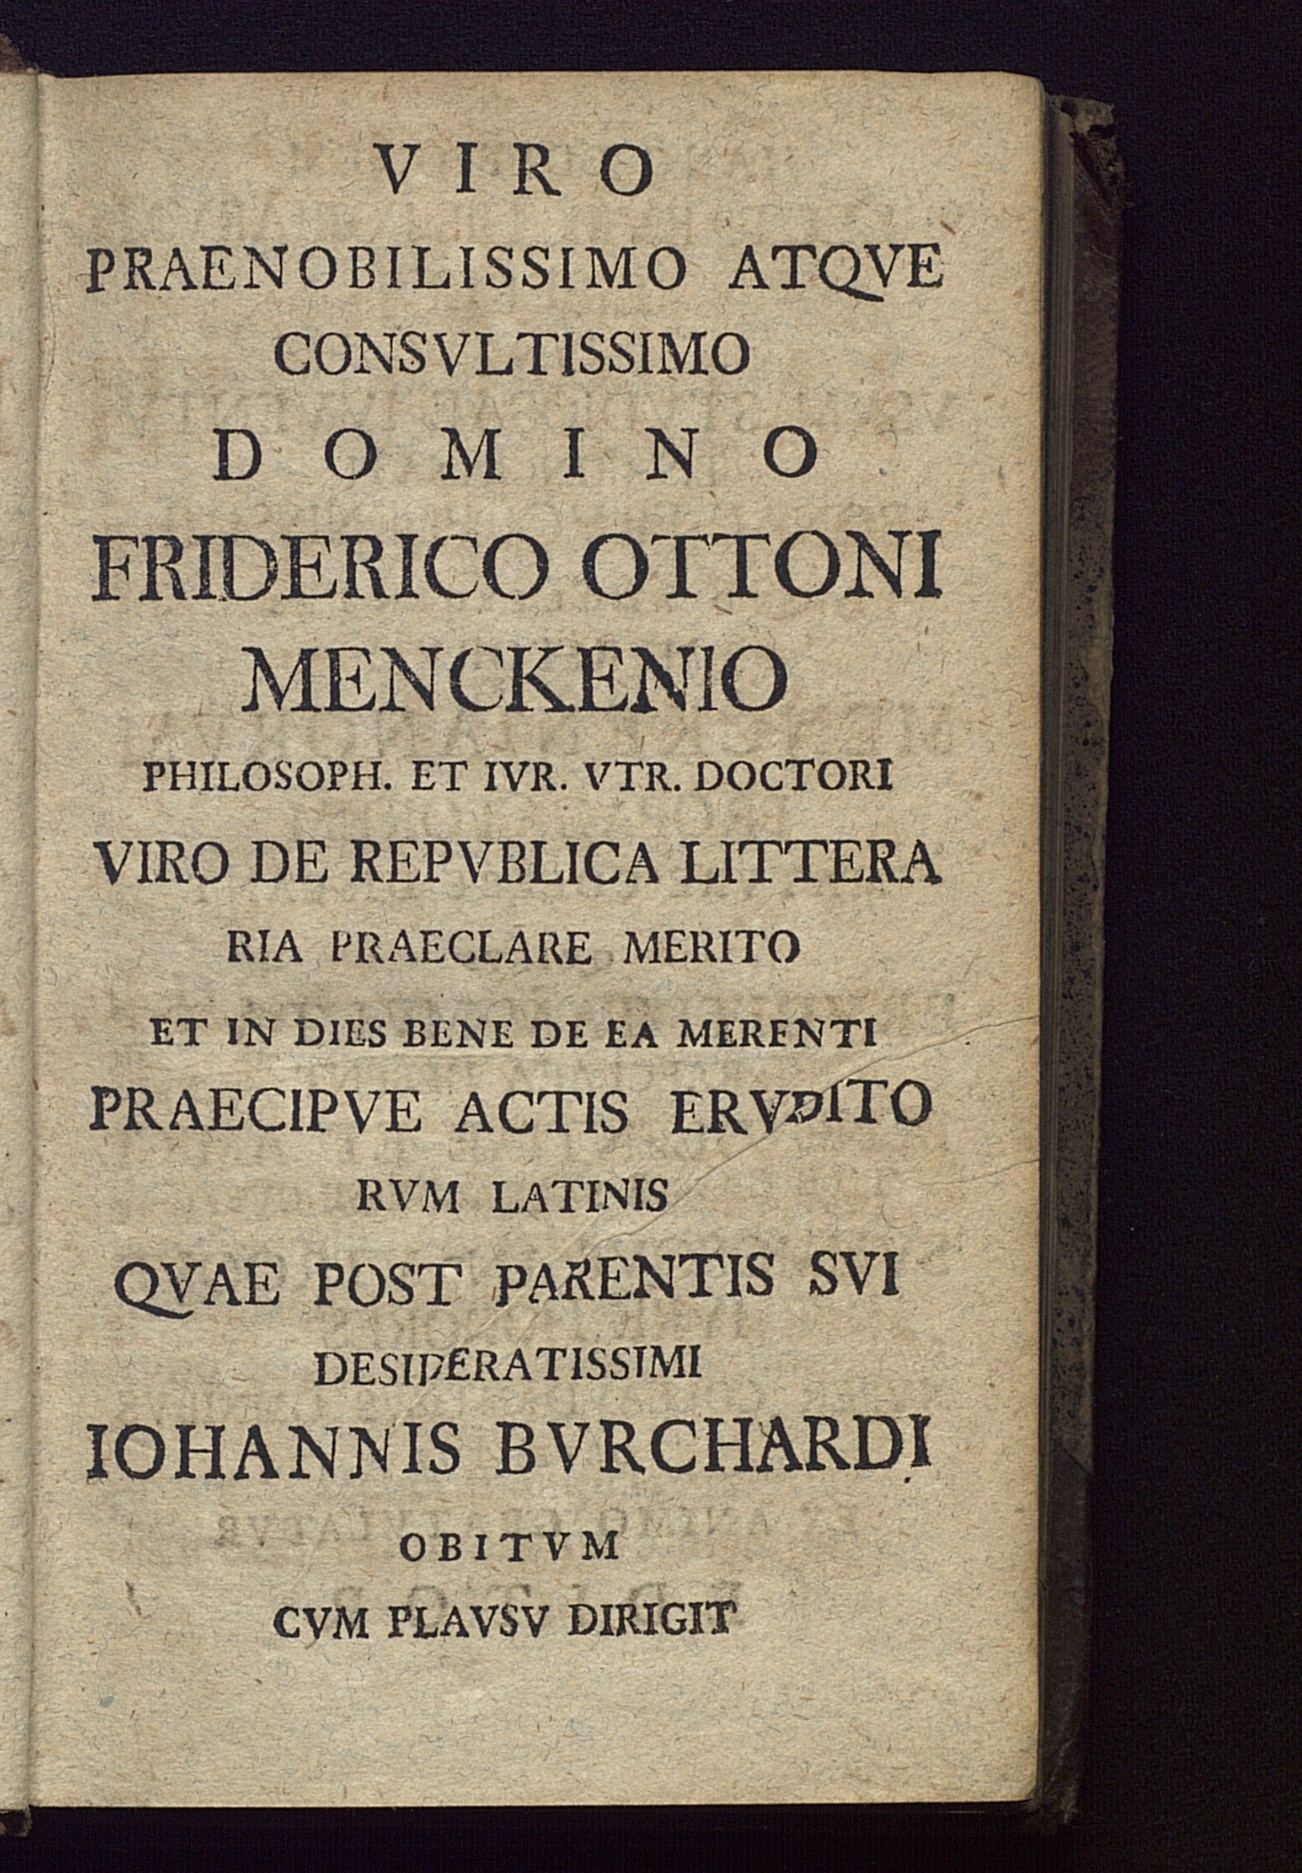 VIRO
PRAENOBILISSIMO ATQVE
CONSVLTISSIMO
DOMINO
FRIDERICO OTTONI
MENCKENIO
PHILOSOPH. ET IVR. VTR. DOCTORI
VIRO DE REPVBLICA LITTERA
RIA PRAECLARE MERITO
ET IN DIES BENE DE EA MERENTI
PRAECIPVE ACTIS ERVDITO
RVM LATINIS
QVAE POST PARENTIS SVI
DESIDERATISSIMI
IOHANNIS BVRCHARDI
OBITVM
CVM PLAVSV DIRIGIT